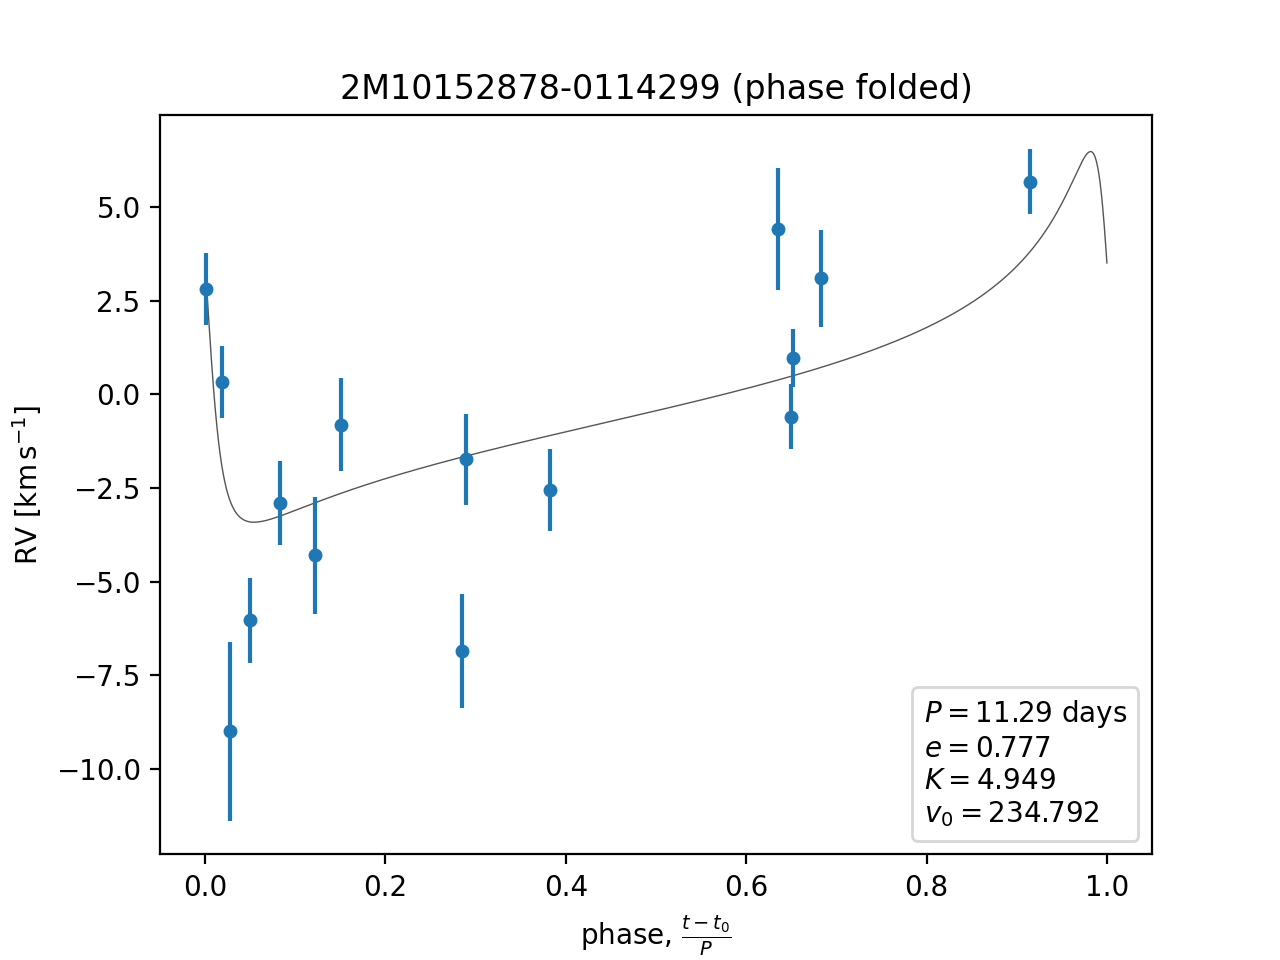 2M10152878-0114299 (phase folded)
RV [km s⁻¹]
5.0
2.5
0.0
−2.5
−5.0
−7.5
−10.0
P = 11.29 days
e = 0.777
K = 4.949
v₀ = 234.792
0.0 0.2 0.4 0.6 0.8 1.0
phase, (t − t₀)/P